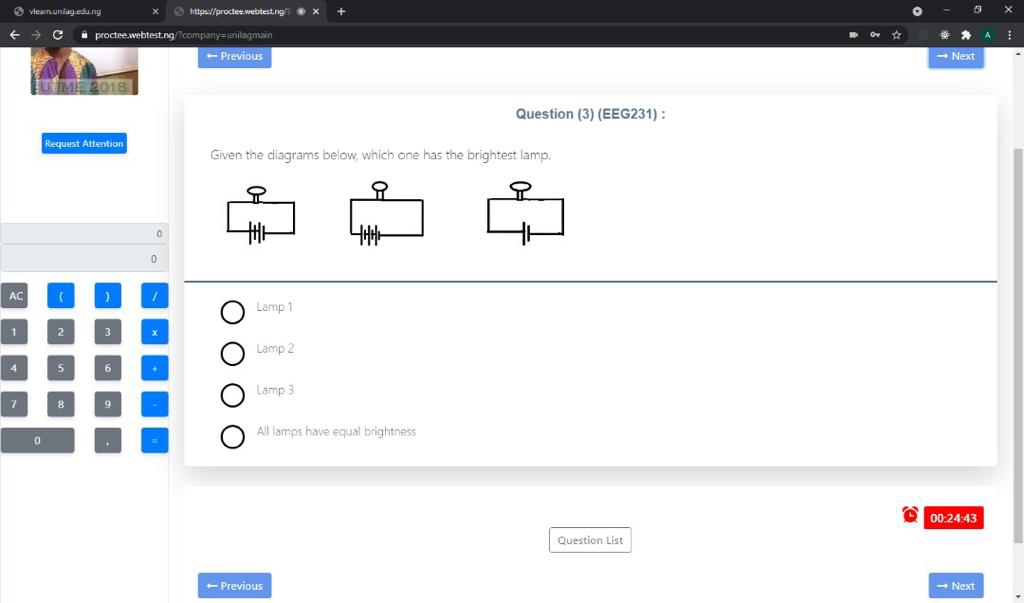 vlearn.unilag.edu.ng
https://proctee.webtest.ng/
proctee.webtest.ng/?company=unilagmain
A
UTME 2018
← Previous
→ Next
Request Attention
Question (3) (EEG231) :
Given the diagrams below, which one has the brightest lamp.
0
0
AC ( ) /
1 2 3 x
4 5 6 +
7 8 9 -
0 , =
Lamp 1
Lamp 2
Lamp 3
All lamps have equal brightness
00:24:43
Question List
← Previous
→ Next